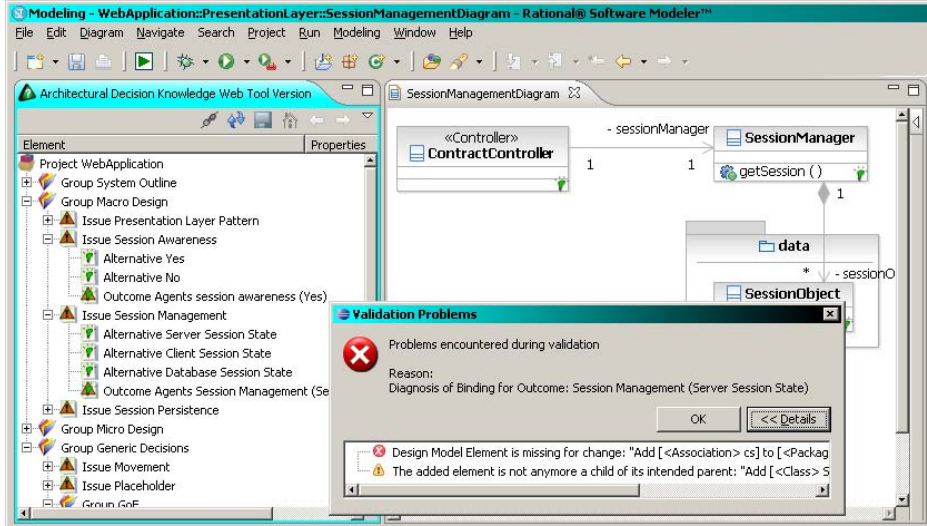 Modeling - WebApplication::PresentationLayer::SessionManagementDiagram - Rational® Software Modeler™
File Edit Diagram Navigate Search Project Run Modeling Window Help
Architectural Decision Knowledge Web Tool Version
Element Properties
Project WebApplication
Group System Outline
Group Macro Design
Issue Presentation Layer Pattern
Issue Session Awareness
Alternative Yes
Alternative No
Outcome Agents session awareness (Yes)
Issue Session Management
Alternative Server Session State
Alternative Client Session State
Alternative Database Session State
Outcome Agents Session Management (Se
Issue Session Persistence
Group Micro Design
Group Generic Decisions
Issue Movement
Issue Placeholder
Group GoF
SessionManagementDiagram
«Controller»
ContractController
- sessionManager
1
1
SessionManager
getSession ( )
1
data
*
- sessionO
SessionObject
Validation Problems
Problems encountered during validation
Reason:
Diagnosis of Binding for Outcome: Session Management (Server Session State)
OK
<< Details
Design Model Element is missing for change: "Add [<Association> cs] to [<Packag
The added element is not anymore a child of its intended parent: "Add [<Class> S